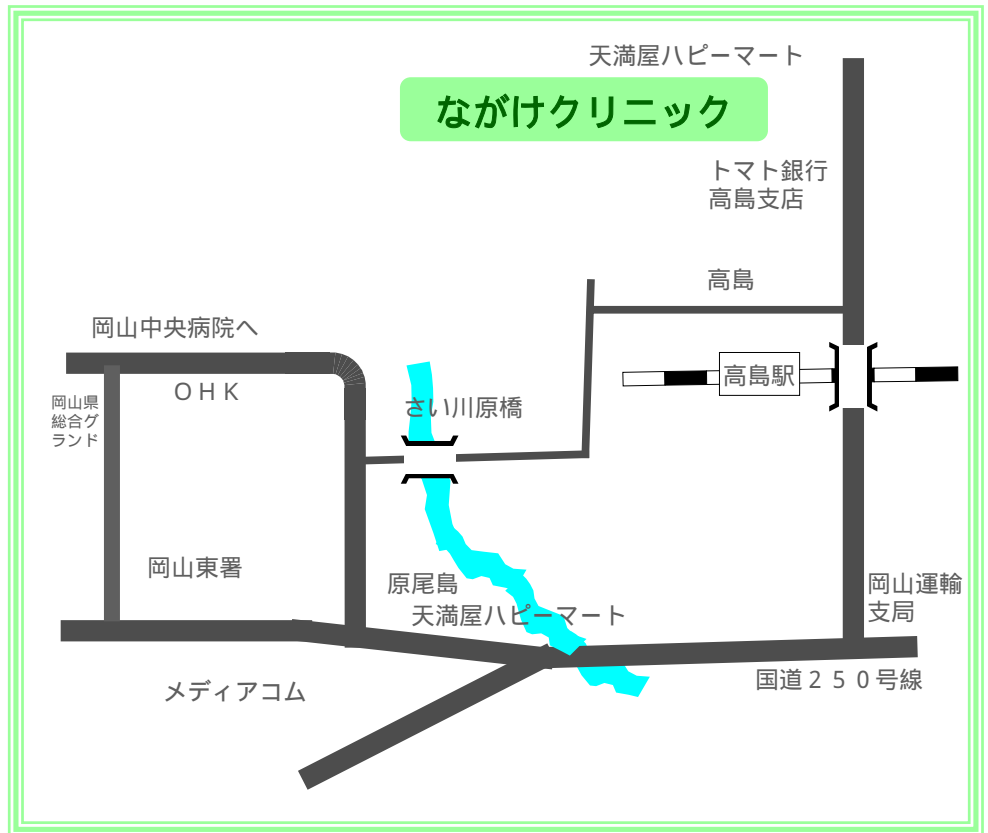 天満屋ハピーマート
ながけクリニック
トマト銀行
高島支店
高島
岡山中央病院へ
高島駅
ＯＨＫ
岡山県
総合グ
ランド
さい川原橋
岡山東署
原尾島
天満屋ハピーマート
岡山運輸
支局
国道２５０号線
メディアコム